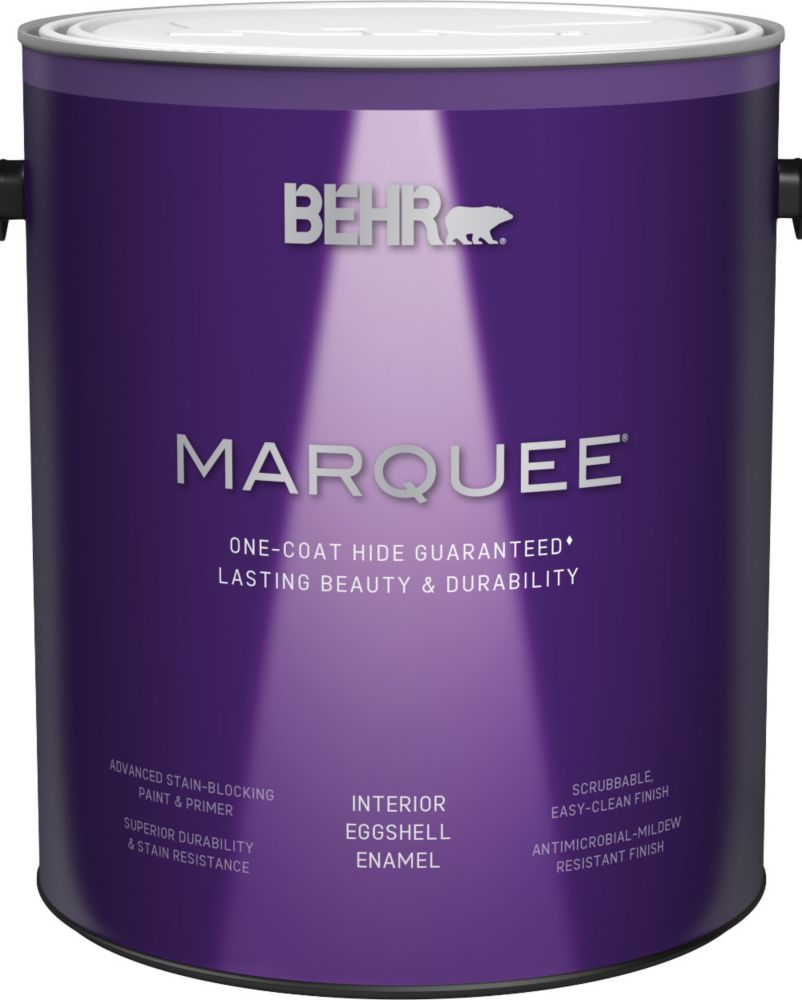 BEHR®
MARQUEE®
ONE-COAT HIDE GUARANTEED♦
LASTING BEAUTY & DURABILITY
ADVANCED STAIN-BLOCKING
PAINT & PRIMER
SUPERIOR DURABILITY
& STAIN RESISTANCE
INTERIOR
EGGSHELL
ENAMEL
SCRUBBABLE,
EASY-CLEAN FINISH
ANTIMICROBIAL-MILDEW
RESISTANT FINISH